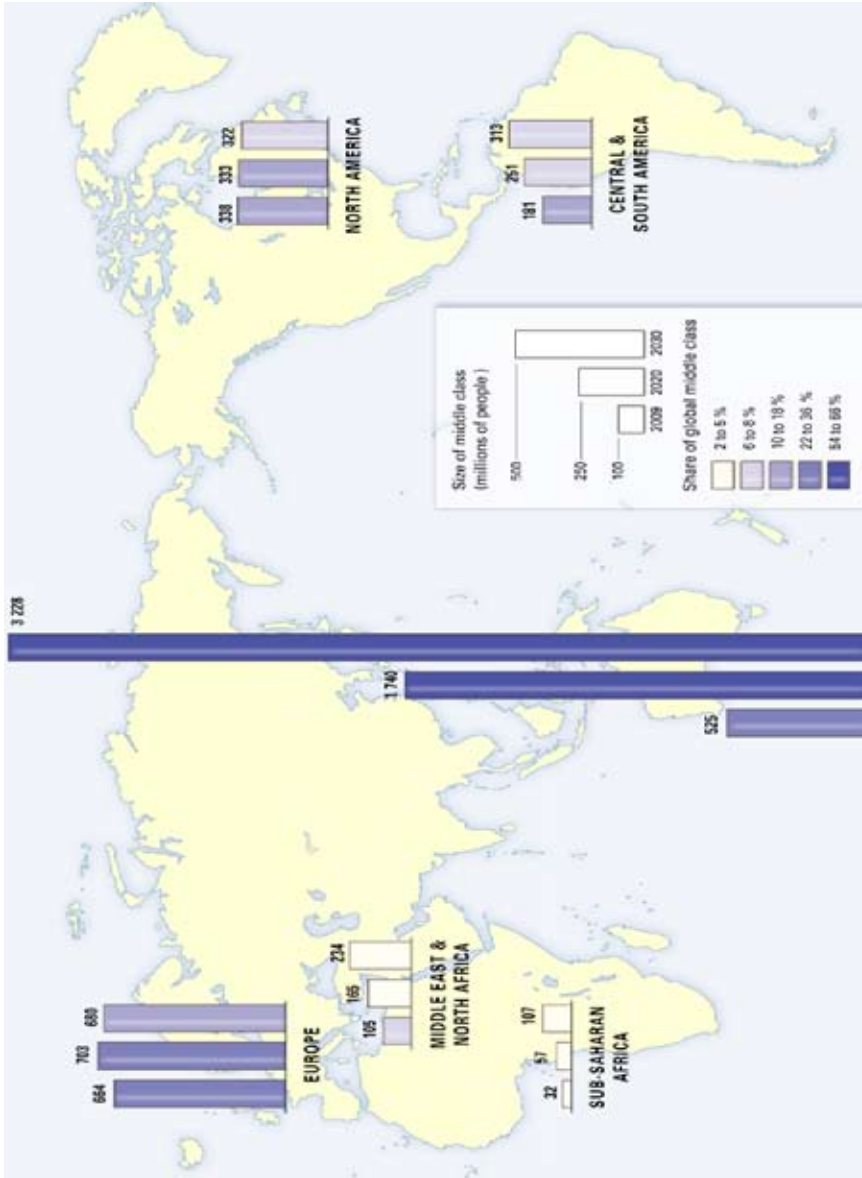 3 228
1 740
525
664
703
680
EUROPE
338
333
322
NORTH AMERICA
105
165
234
MIDDLE EAST &
NORTH AFRICA
32
57
107
SUB-SAHARAN
AFRICA
181
251
313
CENTRAL &
SOUTH AMERICA
Size of middle class
(millions of people )
500
250
100
2009
2020
2030
Share of global middle class
2 to 5 %
6 to 8 %
10 to 18 %
22 to 36 %
54 to 66 %